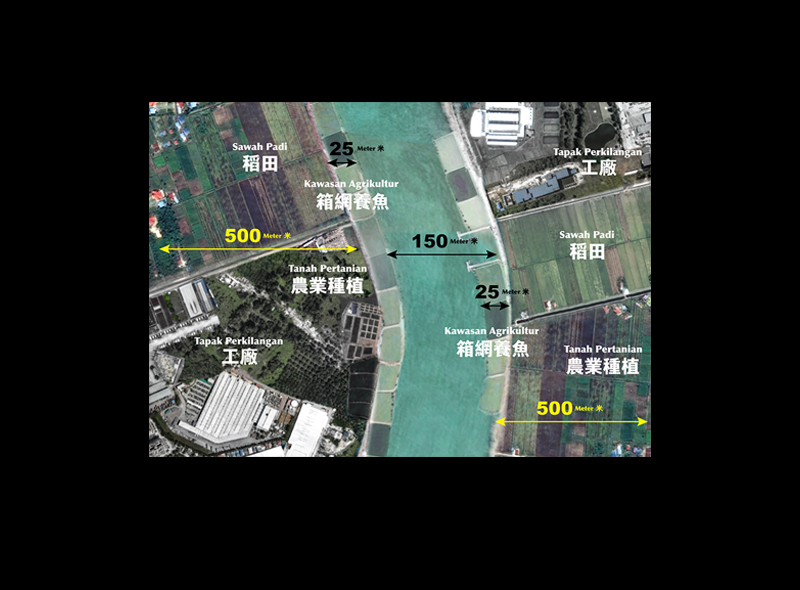 25 Meter 米
Sawah Padi
稻田
Tapak Perkilangan
工廠
Kawasan Agrikultur
箱網養魚
500 Meter 米
150 Meter 米
Sawah Padi
稻田
Tanah Pertanian
農業種植
25 Meter 米
Kawasan Agrikultur
箱網養魚
Tapak Perkilangan
工廠
Tanah Pertanian
農業種植
500 Meter 米